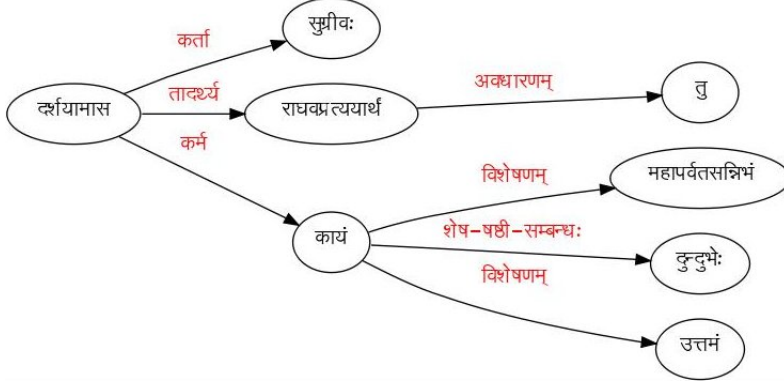 सुग्रीवः
कर्ता
दर्शयामास
तादर्थ्य
राघवप्रत्ययार्थं
अवधारणम्
तु
कर्म
विशेषणम्
महापर्वतसन्निभं
कायं
शेष-षष्ठी-सम्बन्धः
दुन्दुभेः
विशेषणम्
उत्तमं